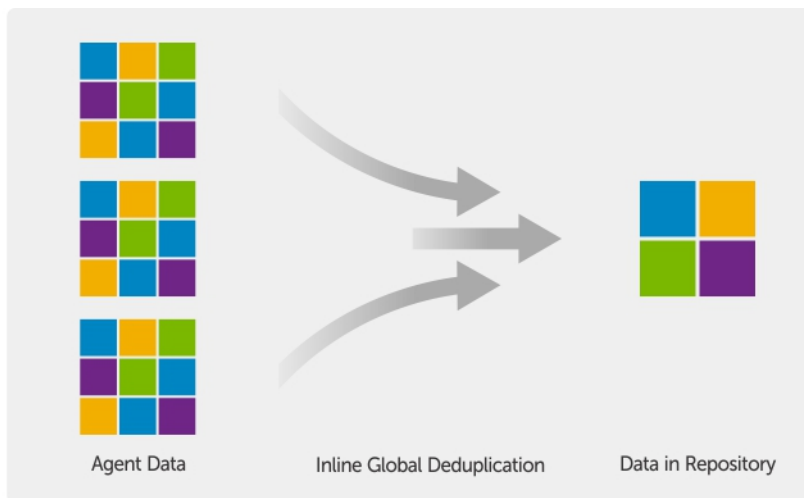 Agent Data
Inline Global Deduplication
Data in Repository